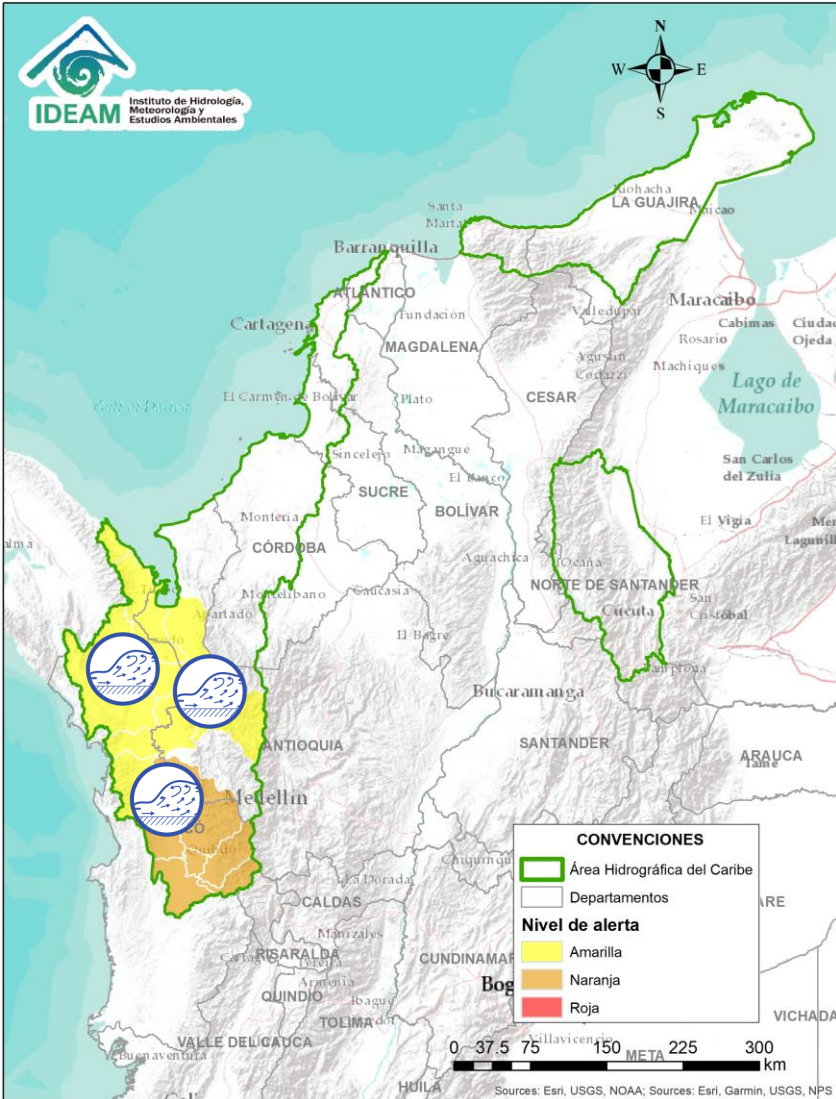 IDEAM
Instituto de Hidrología,
Meteorología y
Estudios Ambientales
N
W
E
S
Riohacha
LA GUAJIRA
Maicao
Santa
Marta
Barranquilla
ATLÁNTICO
Maracaibo
Cartagena
Fundación
Valledupar
Cabimas
Ciudad
Ojeda
Rosario
MAGDALENA
Agustín
Codazzi
Machiques
El Carmen de Bolívar
Plato
CESAR
Lago de
Maracaibo
Sincelejo
Magangué
San Carlos
del Zulia
SUCRE
El Banco
Montería
BOLÍVAR
El Vigía
CÓRDOBA
Aguachica
Ocaña
Montelíbano
Caucasia
NORTE DE SANTANDER
Apartadó
Cúcuta
San
Cristóbal
El Bagre
Pamplona
Bucaramanga
ANTIOQUIA
SANTANDER
ARAUCA
Tame
Medellín
Quibdó
La Dorada
CALDAS
Manizales
RISARALDA
Pereira
Armenia
QUINDIO
Ibagué
TOLIMA
VALLE DEL CAUCA
Buenaventura
Villavicencio
META
VICHADA
HUILA
CONVENCIONES
Área Hidrográfica del Caribe
Departamentos
Nivel de alerta
Amarilla
Naranja
Roja
0 37.5 75 150 225 300
km
Sources: Esri, USGS, NOAA; Sources: Esri, Garmin, USGS, NPS